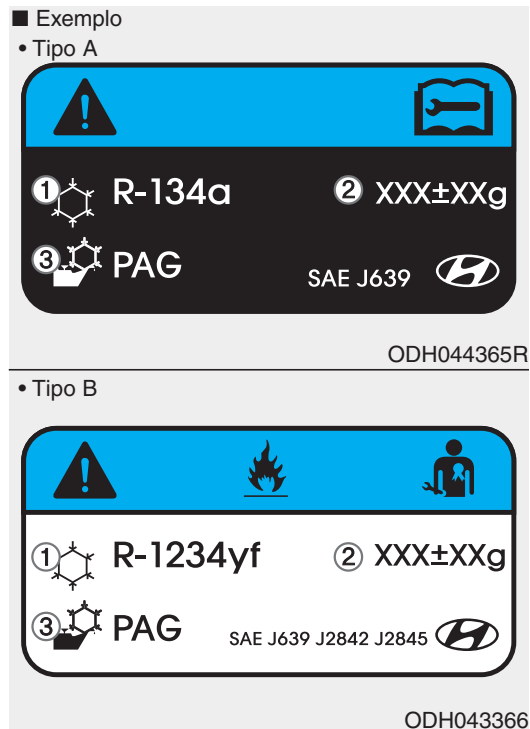 ■ Exemplo
• Tipo A
① R-134a ② XXX±XXg
③ PAG SAE J639
ODH044365R
• Tipo B
① R-1234yf ② XXX±XXg
③ PAG SAE J639 J2842 J2845
ODH043366